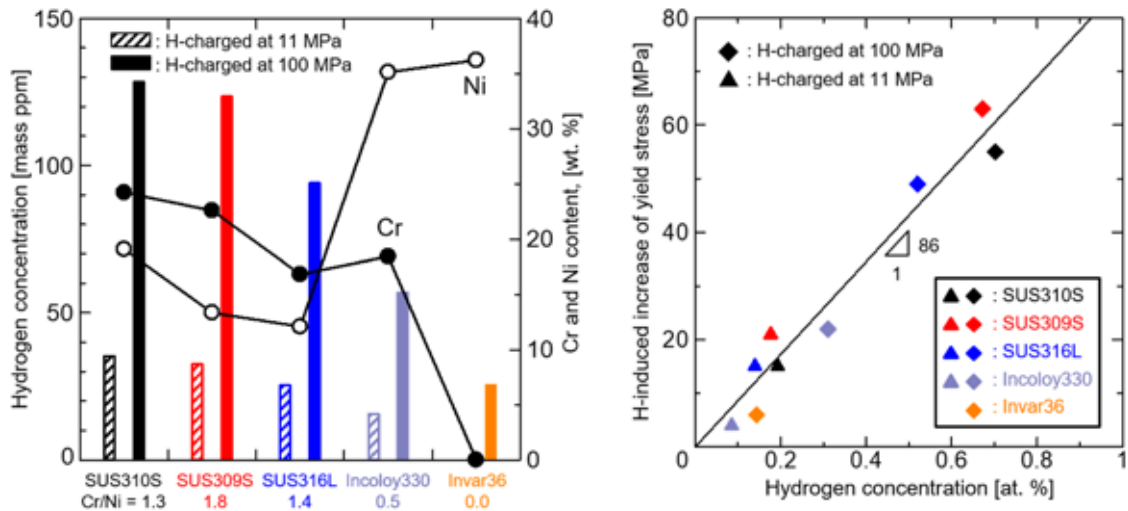 150
100
50
0
Hydrogen concentration [mass ppm]
: H-charged at 11 MPa
: H-charged at 100 MPa
Ni
Cr
40
30
20
10
0
Cr and Ni content, [wt. %]
SUS310S SUS309S SUS316L Incoloy330 Invar36
Cr/Ni = 1.3 1.8 1.4 0.5 0.0
80
60
40
20
0
H-induced increase of yield stress [MPa]
: H-charged at 100 MPa
: H-charged at 11 MPa
86
1
: SUS310S
: SUS309S
: SUS316L
: Incoloy330
: Invar36
0.2 0.4 0.6 0.8 1
Hydrogen concentration [at. %]